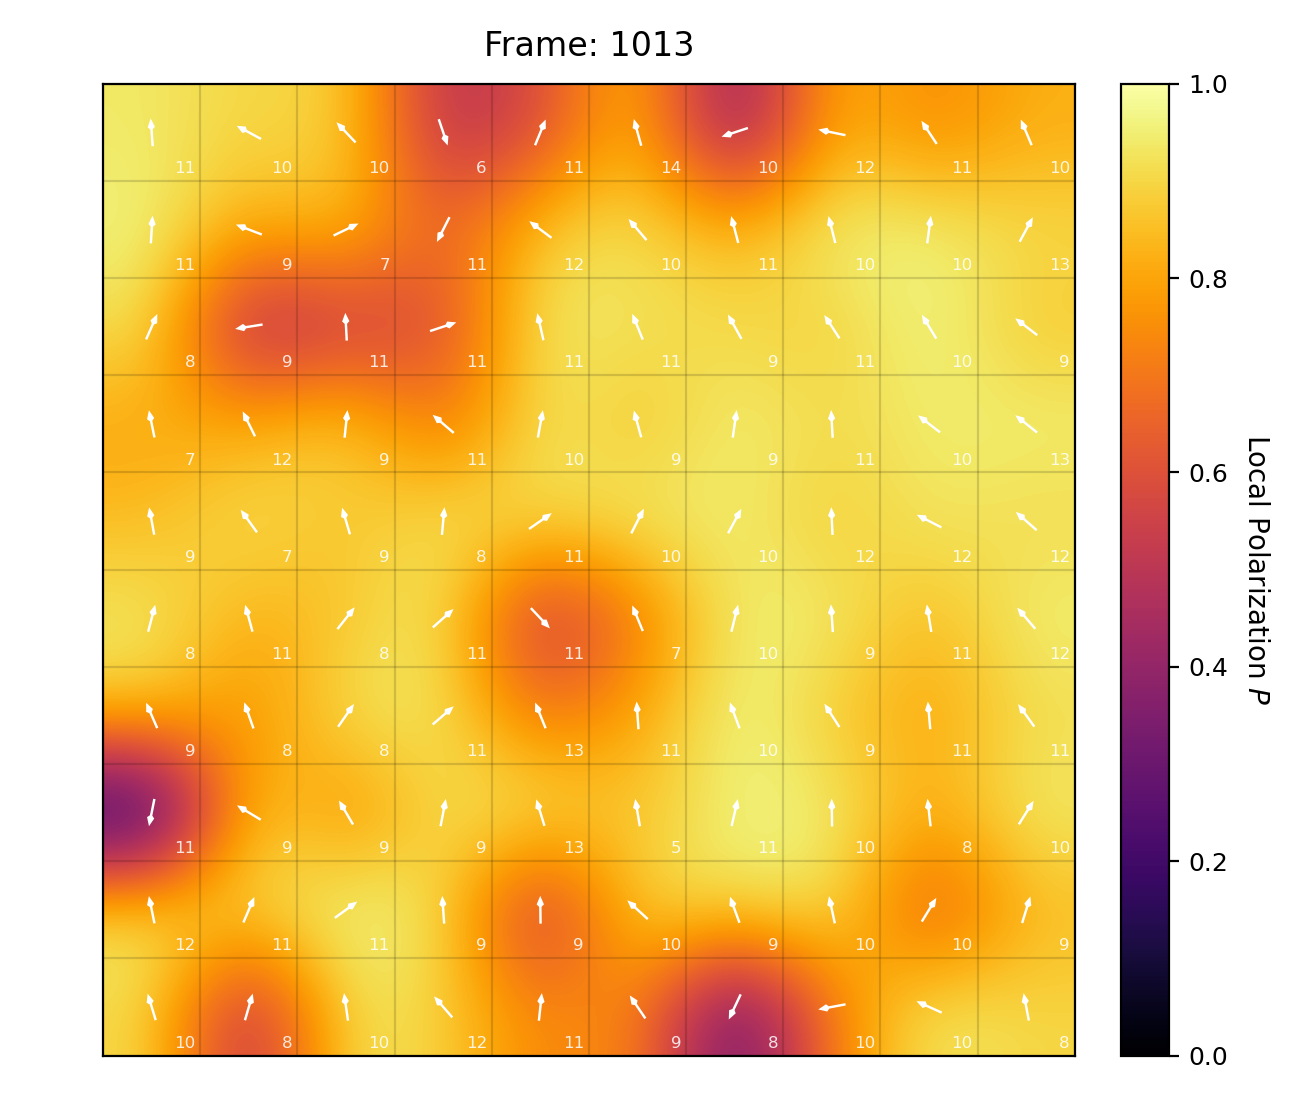 Frame: 1013
11 10 10 6 11 14 10 12 11 10
11 9 7 11 12 10 11 10 10 13
8 9 11 11 11 11 9 11 10 9
7 12 9 11 10 9 9 11 10 13
9 7 9 8 11 10 10 12 12 12
8 11 8 11 11 7 10 9 11 12
9 8 8 11 13 11 10 9 11 11
11 9 9 9 13 5 11 10 8 10
12 11 11 9 9 10 9 10 10 9
10 8 10 12 11 9 8 10 10 8
1.0
0.8
0.6
0.4
0.2
0.0
Local Polarization P